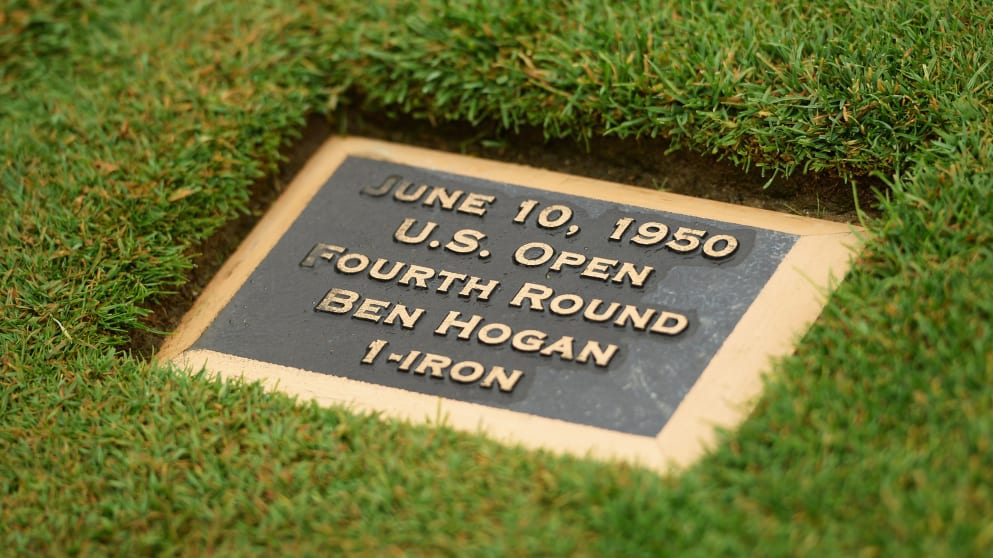 June 10, 1950
U.S. Open
Fourth Round
Ben Hogan
1-iron